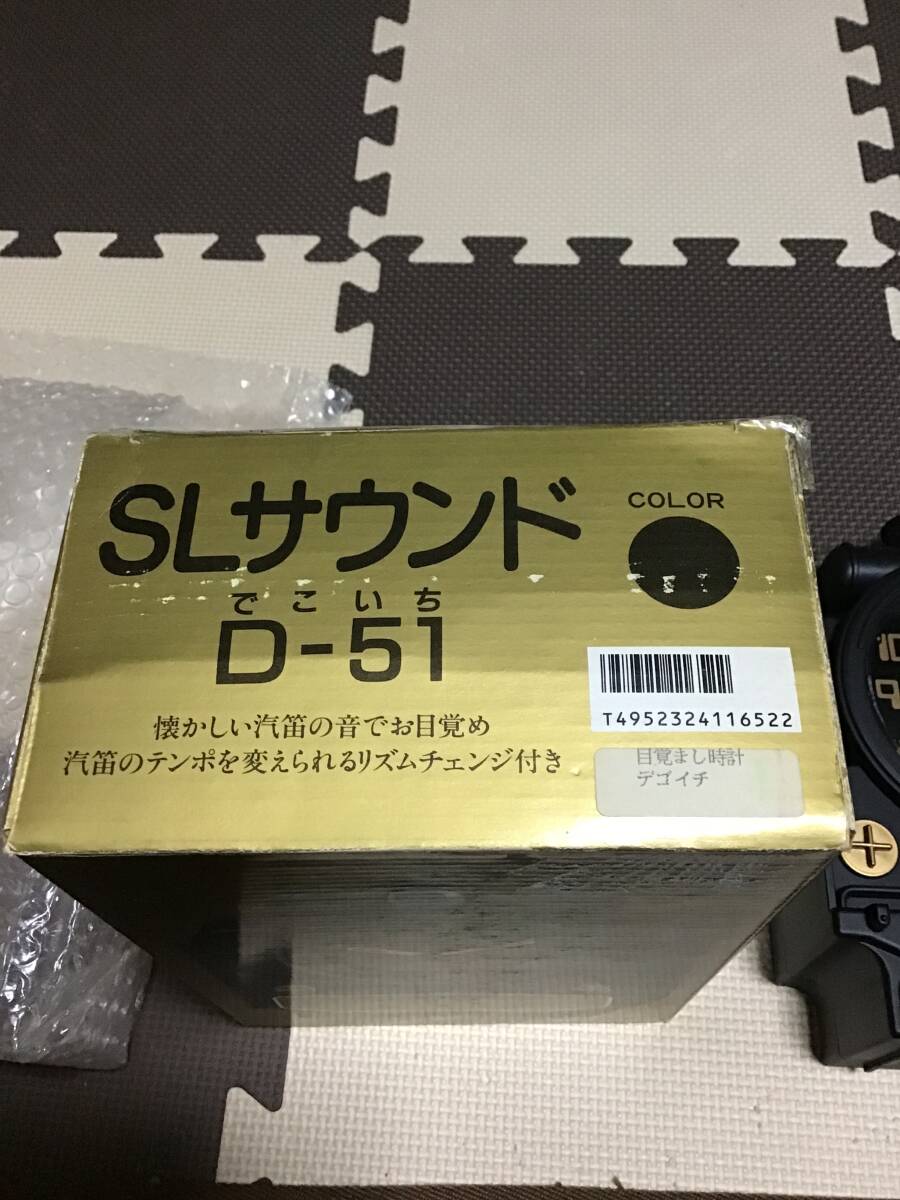 SLサウンド
COLOR
でこいち
D-51
懐かしい汽笛の音でお目覚め
汽笛のテンポを変えられるリズムチェンジ付き
T4952324116522
目覚まし時計
デゴイチ
10
9